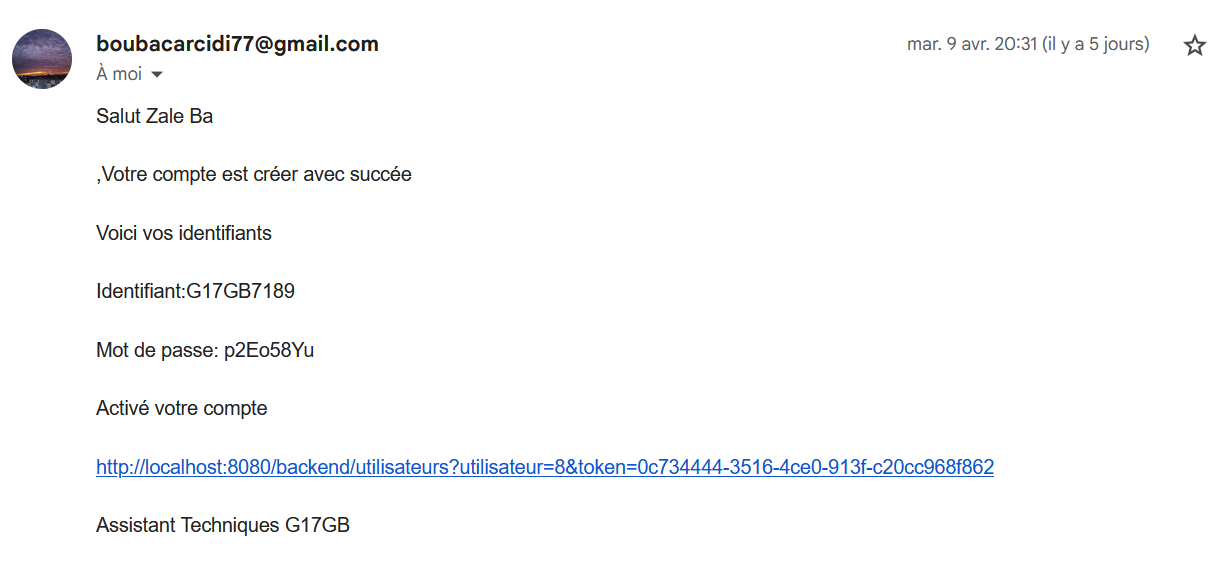 boubacarcidi77@gmail.com
mar. 9 avr. 20:31 (il y a 5 jours)
À moi
Salut Zale Ba
,Votre compte est créer avec succée
Voici vos identifiants
Identifiant:G17GB7189
Mot de passe: p2Eo58Yu
Activé votre compte
http://localhost:8080/backend/utilisateurs?utilisateur=8&token=0c734444-3516-4ce0-913f-c20cc968f862
Assistant Techniques G17GB